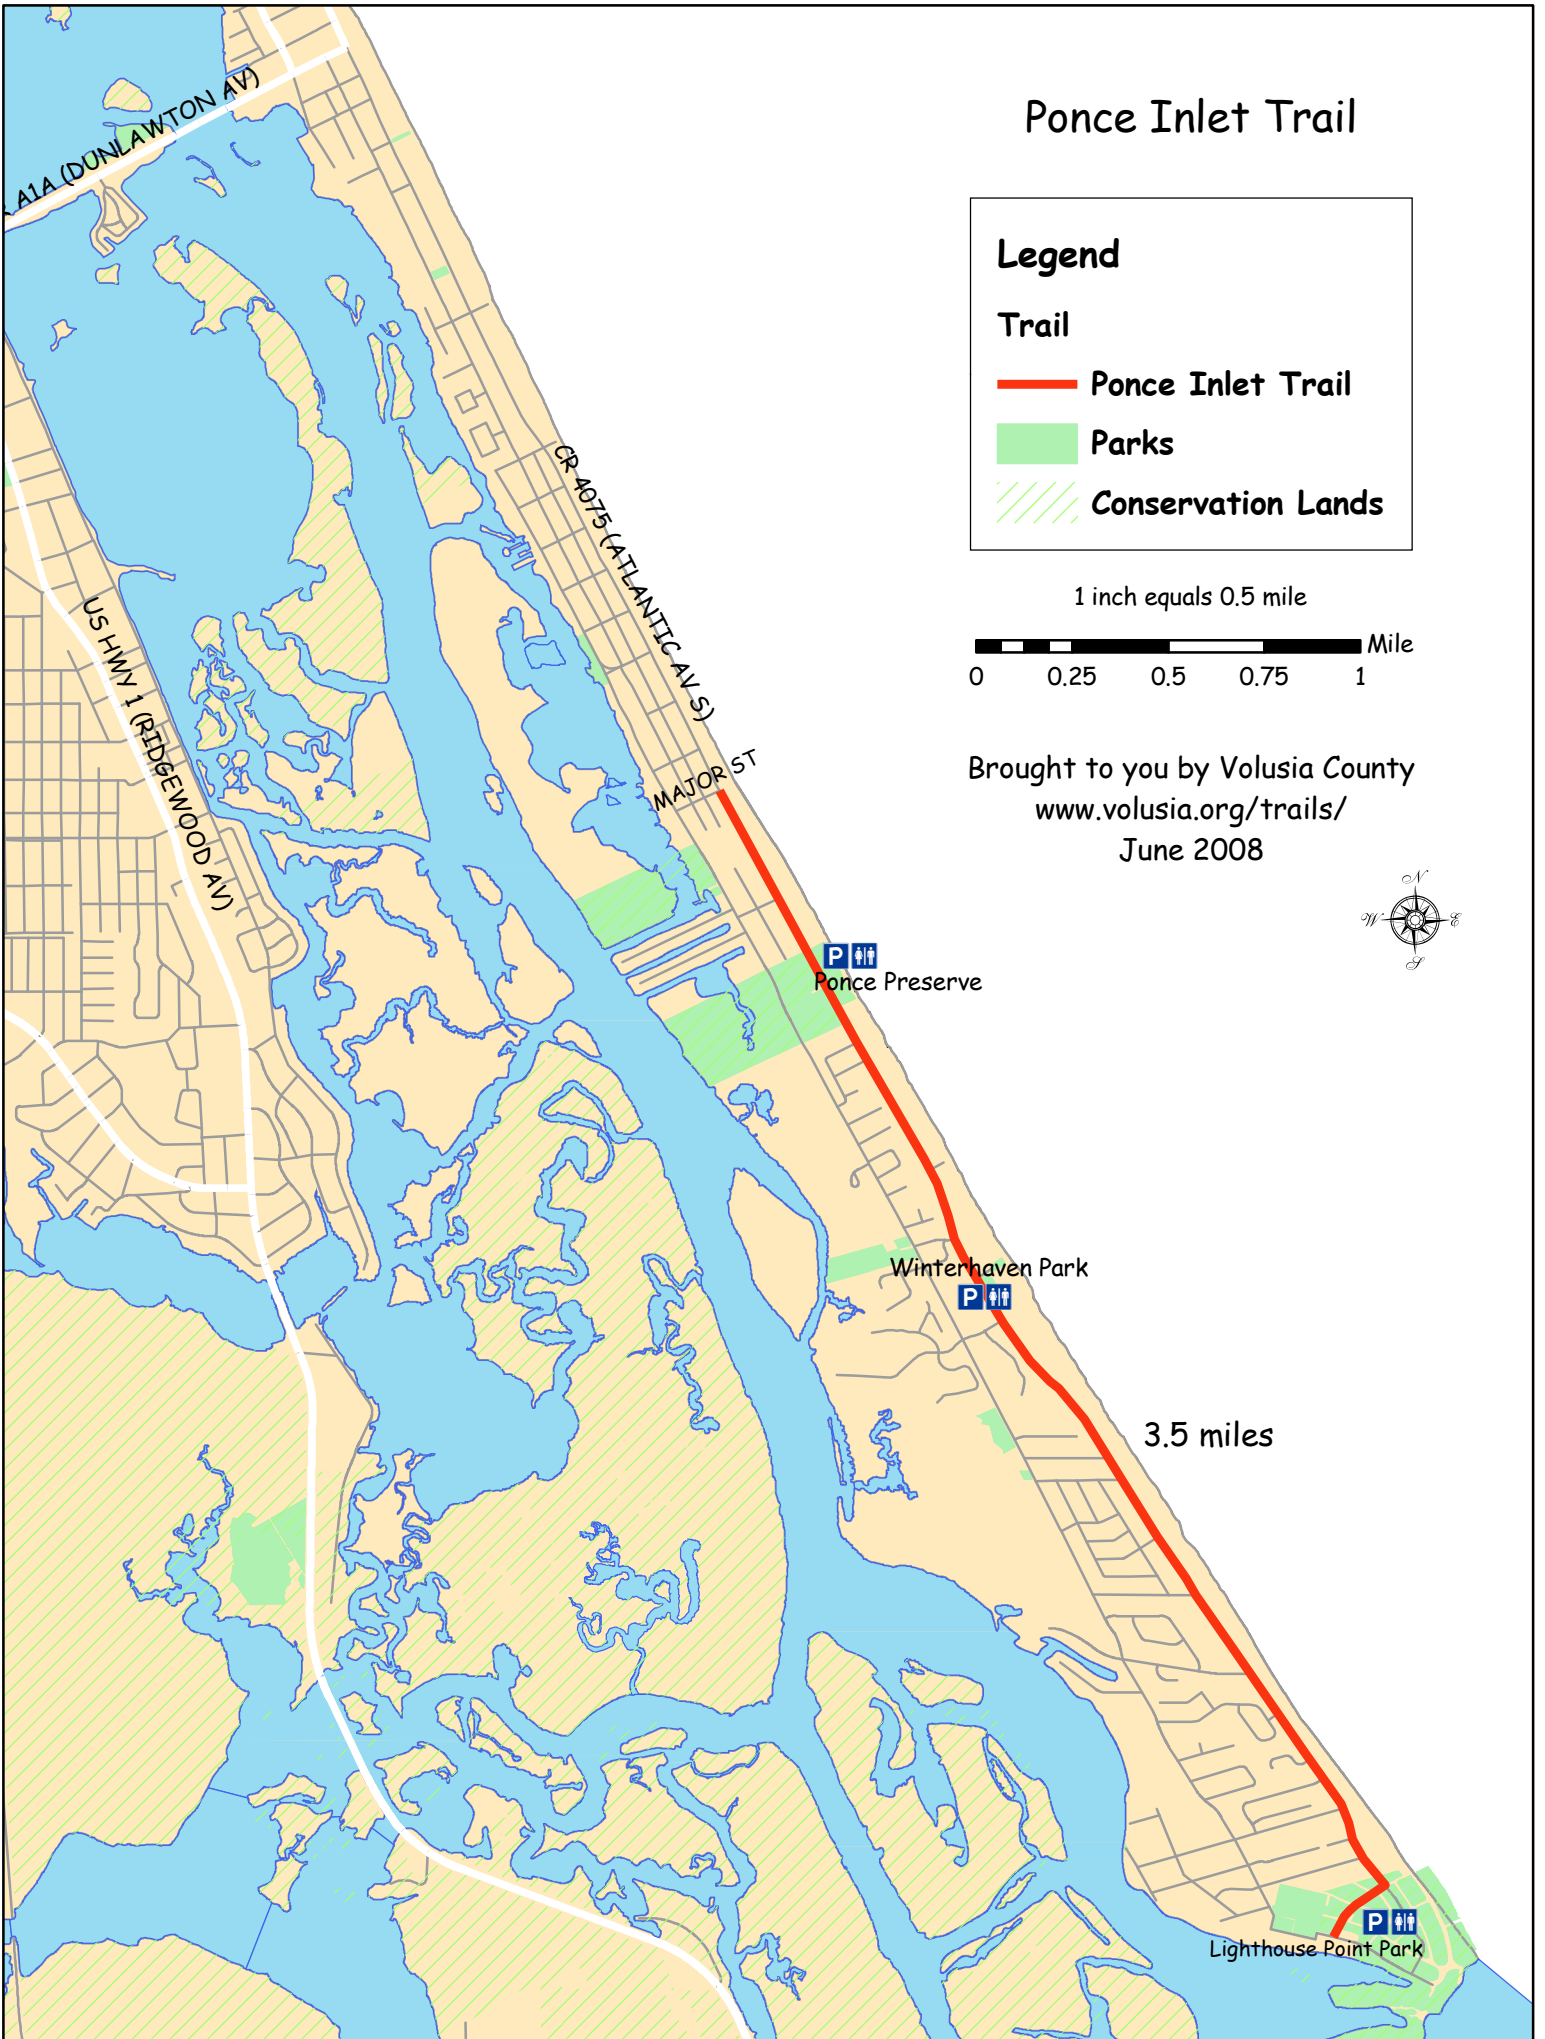 Ponce Inlet Trail
Legend
Trail
Ponce Inlet Trail
Parks
Conservation Lands
1 inch equals 0.5 mile
Mile
0 0.25 0.5 0.75 1
Brought to you by Volusia County
www.volusia.org/trails/
June 2008
N
W E
S
A1A (DUNLAWTON AV)
CR 4075 (ATLANTIC AV S)
US HWY 1 (RIDGEWOOD AV)
MAJOR ST
P
Ponce Preserve
Winterhaven Park
P
3.5 miles
P
Lighthouse Point Park